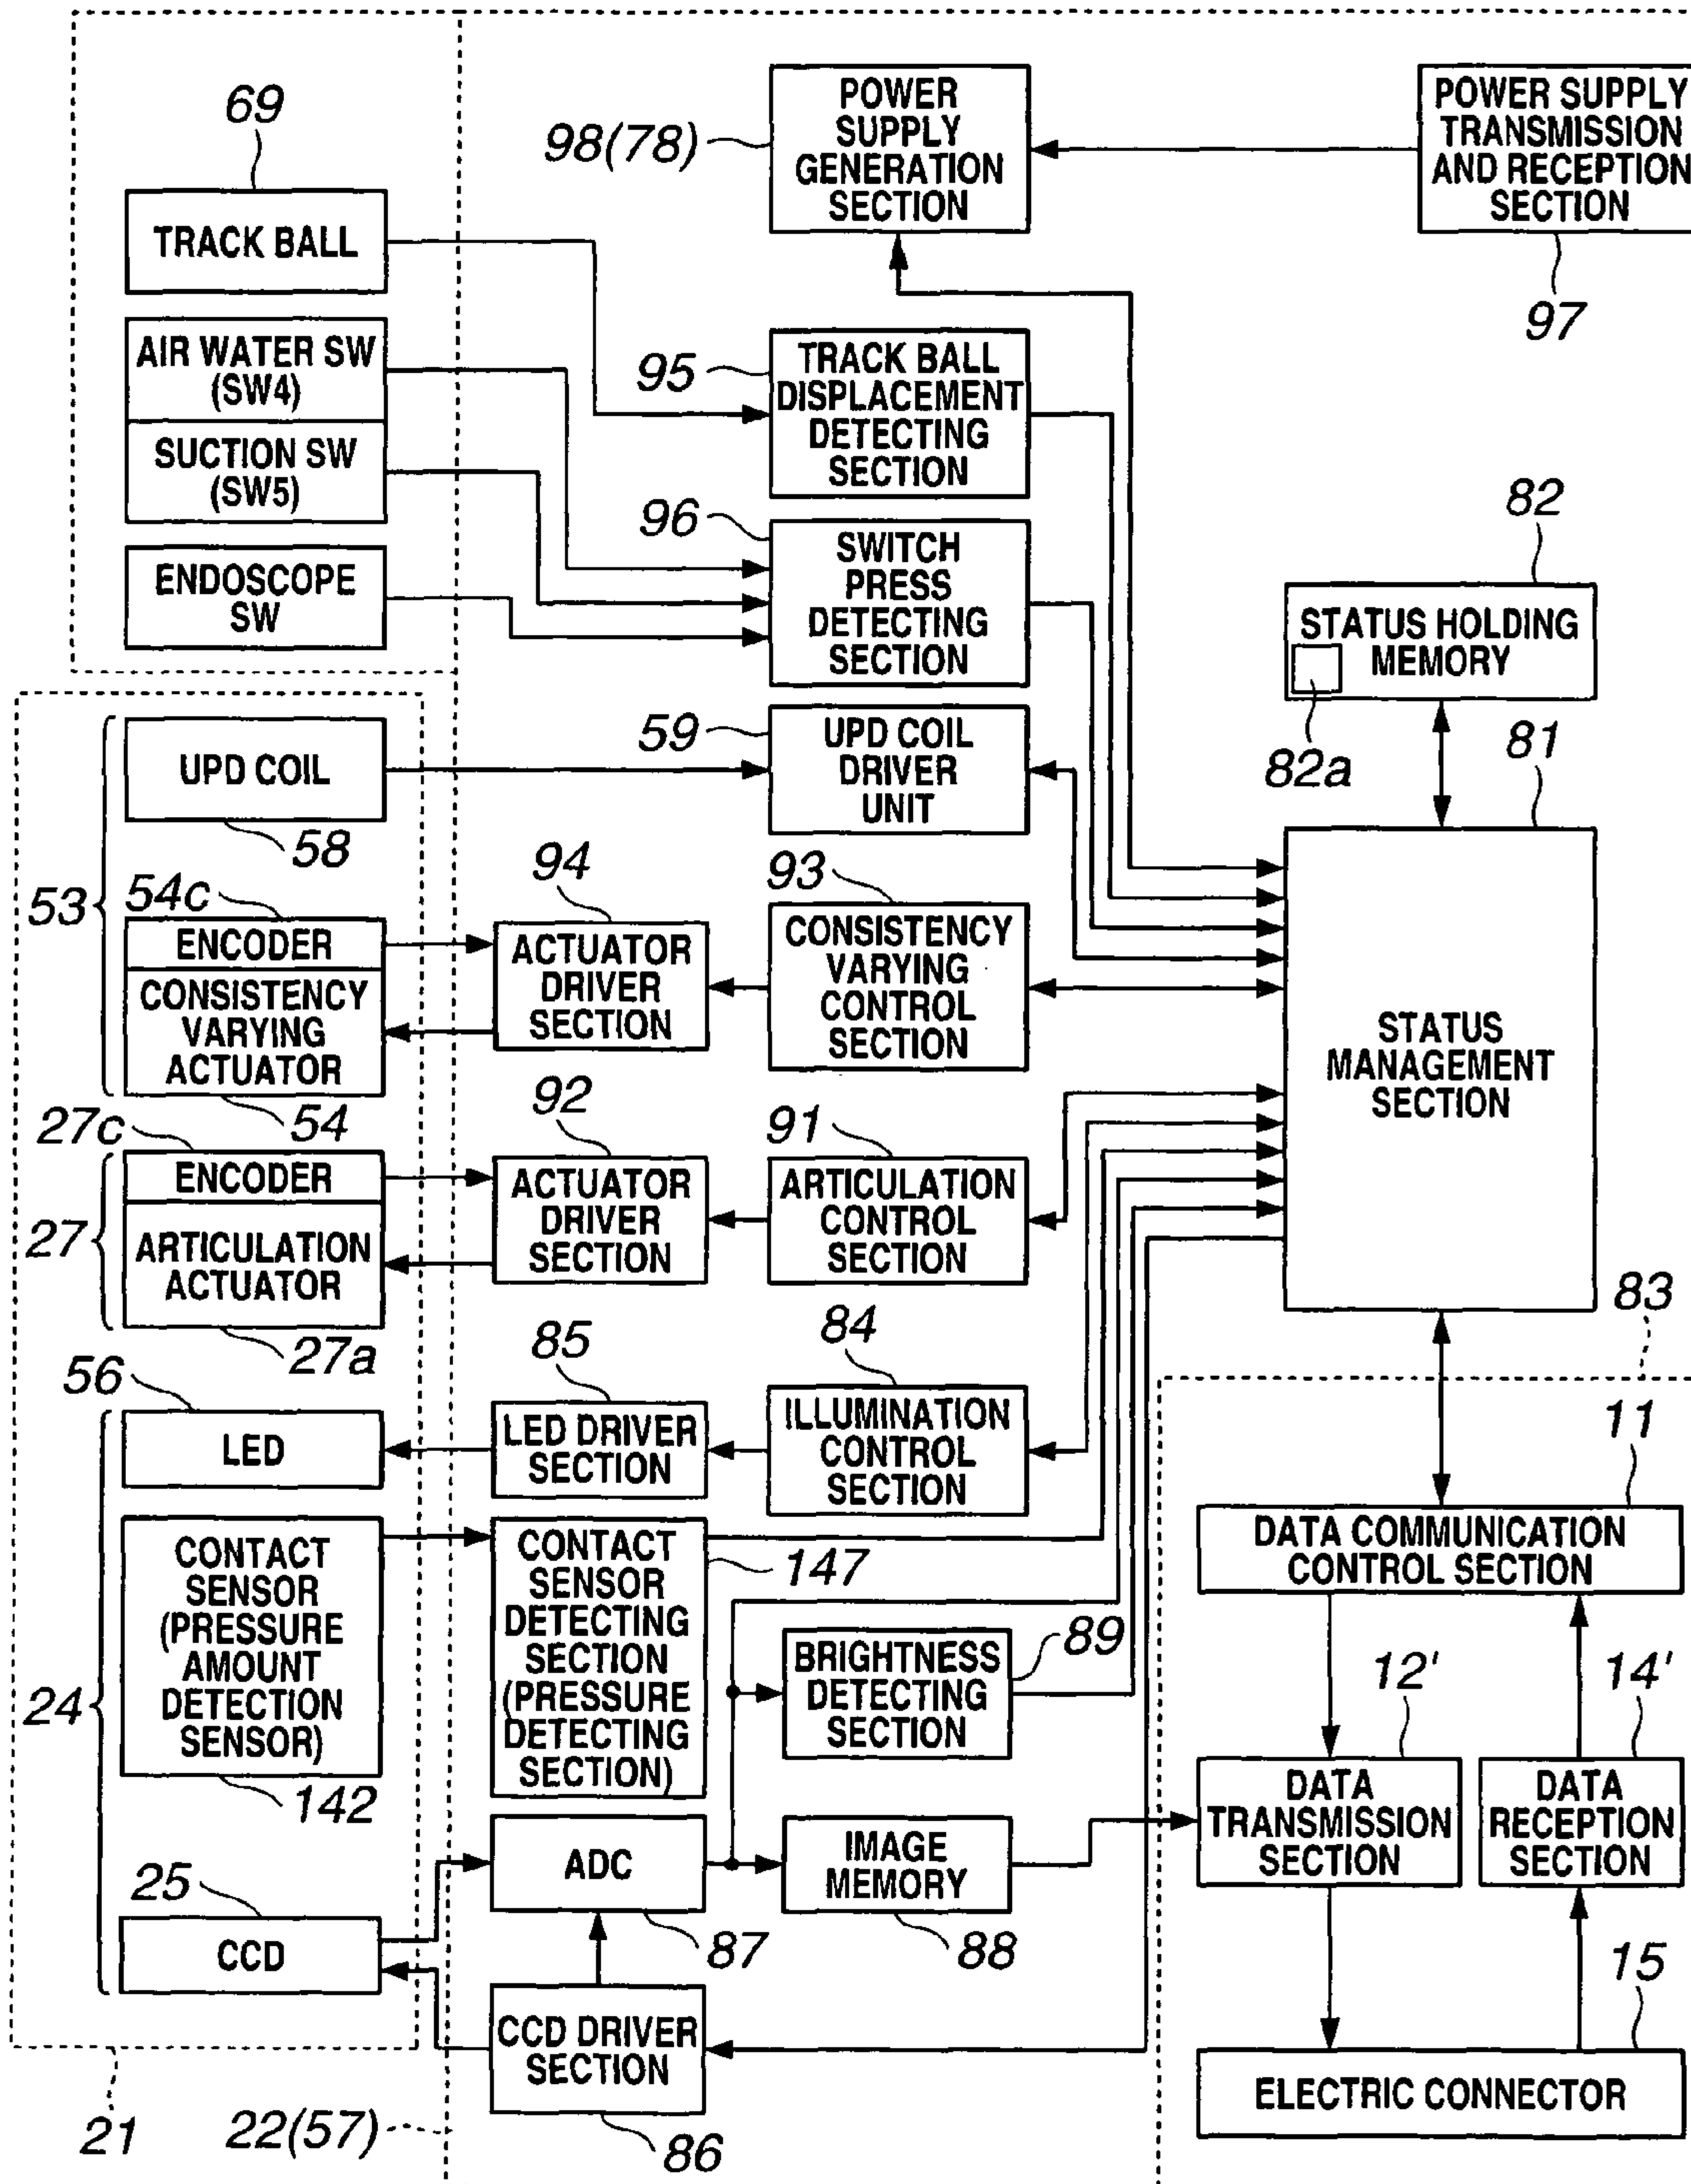 69
TRACK BALL
AIR WATER SW
(SW4)
SUCTION SW
(SW5)
ENDOSCOPE
SW
98(78)
POWER
SUPPLY
GENERATION
SECTION
POWER SUPPLY
TRANSMISSION
AND RECEPTION
SECTION
97
95
TRACK BALL
DISPLACEMENT
DETECTING
SECTION
96
SWITCH
PRESS
DETECTING
SECTION
82
STATUS HOLDING
MEMORY
82a
81
STATUS
MANAGEMENT
SECTION
53
UPD COIL
58
59
UPD COIL
DRIVER
UNIT
54c
ENCODER
CONSISTENCY
VARYING
ACTUATOR
54
94
ACTUATOR
DRIVER
SECTION
93
CONSISTENCY
VARYING
CONTROL
SECTION
27c
27
ENCODER
ARTICULATION
ACTUATOR
27a
92
ACTUATOR
DRIVER
SECTION
91
ARTICULATION
CONTROL
SECTION
56
24
LED
85
LED DRIVER
SECTION
84
ILLUMINATION
CONTROL
SECTION
CONTACT
SENSOR
(PRESSURE
AMOUNT
DETECTION
SENSOR)
142
CONTACT
SENSOR
DETECTING
SECTION
(PRESSURE
DETECTING
SECTION)
147
BRIGHTNESS
DETECTING
SECTION
89
25
CCD
ADC
87
IMAGE
MEMORY
88
CCD DRIVER
SECTION
86
21
22(57)
83
11
DATA COMMUNICATION
CONTROL SECTION
12'
DATA
TRANSMISSION
SECTION
14'
DATA
RECEPTION
SECTION
15
ELECTRIC CONNECTOR